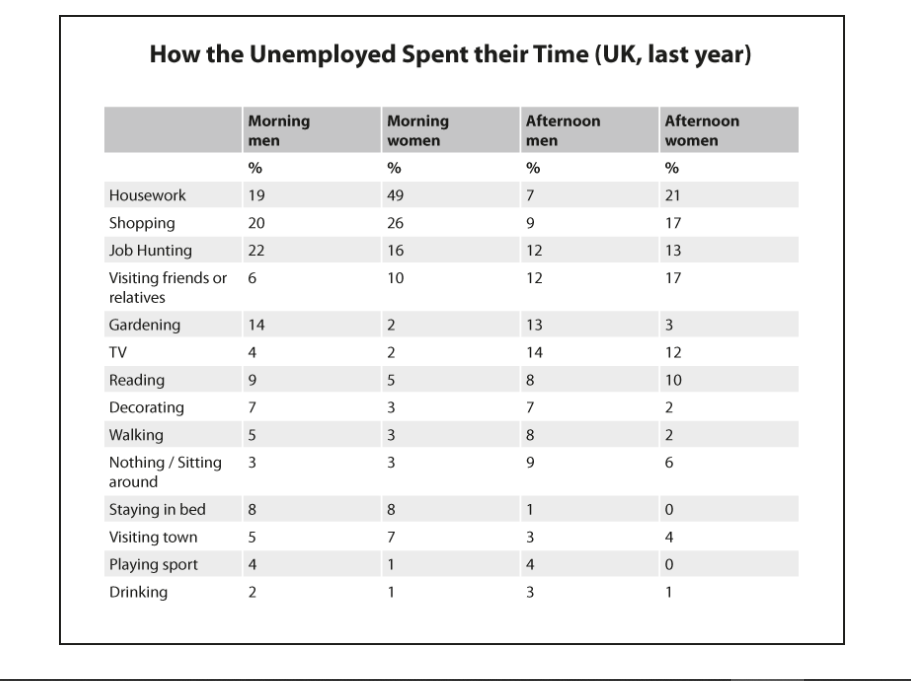 How the Unemployed Spent their Time (UK, last year)
Morning men Morning women Afternoon men Afternoon women
% % % %
Housework 19 49 7 21
Shopping 20 26 9 17
Job Hunting 22 16 12 13
Visiting friends or relatives 6 10 12 17
Gardening 14 2 13 3
TV 4 2 14 12
Reading 9 5 8 10
Decorating 7 3 7 2
Walking 5 3 8 2
Nothing / Sitting around 3 3 9 6
Staying in bed 8 8 1 0
Visiting town 5 7 3 4
Playing sport 4 1 4 0
Drinking 2 1 3 1